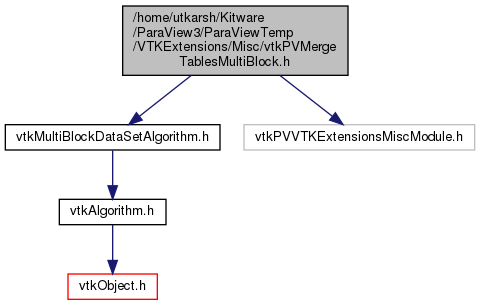 /home/utkarsh/Kitware
/ParaView3/ParaViewTemp
/VTKExtensions/Misc/vtkPVMerge
TablesMultiBlock.h
vtkMultiBlockDataSetAlgorithm.h
vtkPVVTKExtensionsMiscModule.h
vtkAlgorithm.h
vtkObject.h